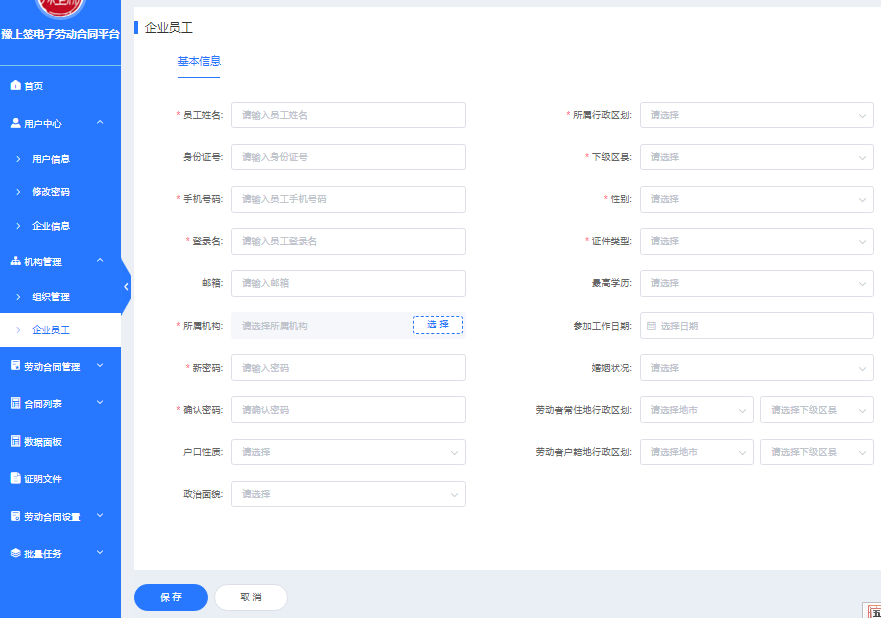 豫上签电子劳动合同平台
首页
用户中心
用户信息
修改密码
企业信息
机构管理
组织管理
企业员工
劳动合同管理
合同列表
数据面板
证明文件
劳动合同设置
批量任务
企业员工
基本信息
* 员工姓名: 请输入员工姓名
* 所属行政区划: 请选择
身份证号: 请输入身份证号
* 下级区县: 请选择
* 手机号码: 请输入员工手机号码
* 性别: 请选择
* 登录名: 请输入员工登录名
* 证件类型: 请选择
邮箱: 请输入邮箱
最高学历: 请选择
* 所属机构: 请选择所属机构 选 择
参加工作日期: 选择日期
* 新密码: 请输入密码
婚姻状况: 请选择
* 确认密码: 请确认密码
劳动者常住地行政区划: 请选择地市 请选择下级区县
户口性质: 请选择
劳动者户籍地行政区划: 请选择地市 请选择下级区县
政治面貌: 请选择
保 存
取 消
五